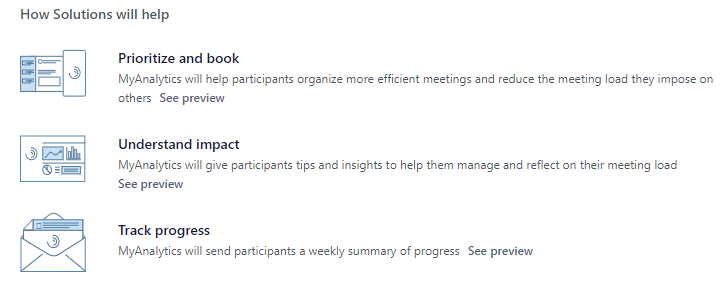 How Solutions will help
Prioritize and book
MyAnalytics will help participants organize more efficient meetings and reduce the meeting load they impose on
others See preview
Understand impact
MyAnalytics will give participants tips and insights to help them manage and reflect on their meeting load
See preview
Track progress
MyAnalytics will send participants a weekly summary of progress See preview